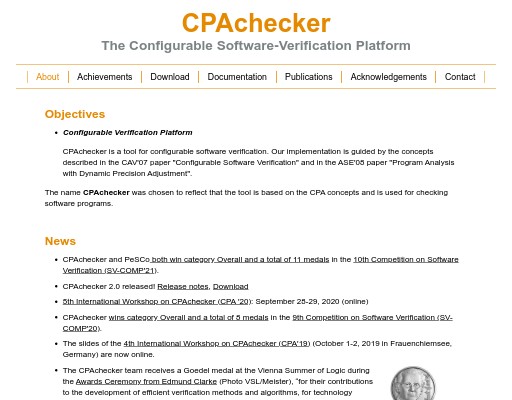 CPAchecker
The Configurable Software-Verification Platform
About Achievements Download Documentation Publications Acknowledgements Contact
Objectives
• Configurable Verification Platform
CPAchecker is a tool for configurable software verification. Our implementation is guided by the concepts
described in the CAV'07 paper "Configurable Software Verification" and in the ASE'08 paper "Program Analysis
with Dynamic Precision Adjustment".
The name CPAchecker was chosen to reflect that the tool is based on the CPA concepts and is used for checking
software programs.
News
• CPAchecker and PeSCo both win category Overall and a total of 11 medals in the 10th Competition on Software
Verification (SV-COMP'21).
• CPAchecker 2.0 released! Release notes, Download
• 5th International Workshop on CPAchecker (CPA '20): September 28-29, 2020 (online)
• CPAchecker wins category Overall and a total of 8 medals in the 9th Competition on Software Verification (SV-
COMP'20).
• The slides of the 4th International Workshop on CPAchecker (CPA'19) (October 1-2, 2019 in Frauenchiemsee,
Germany) are now online.
• The CPAchecker team receives a Goedel medal at the Vienna Summer of Logic during
the Awards Ceremony from Edmund Clarke (Photo VSL/Meister), "for their contributions
to the development of efficient verification methods and algorithms, for technology